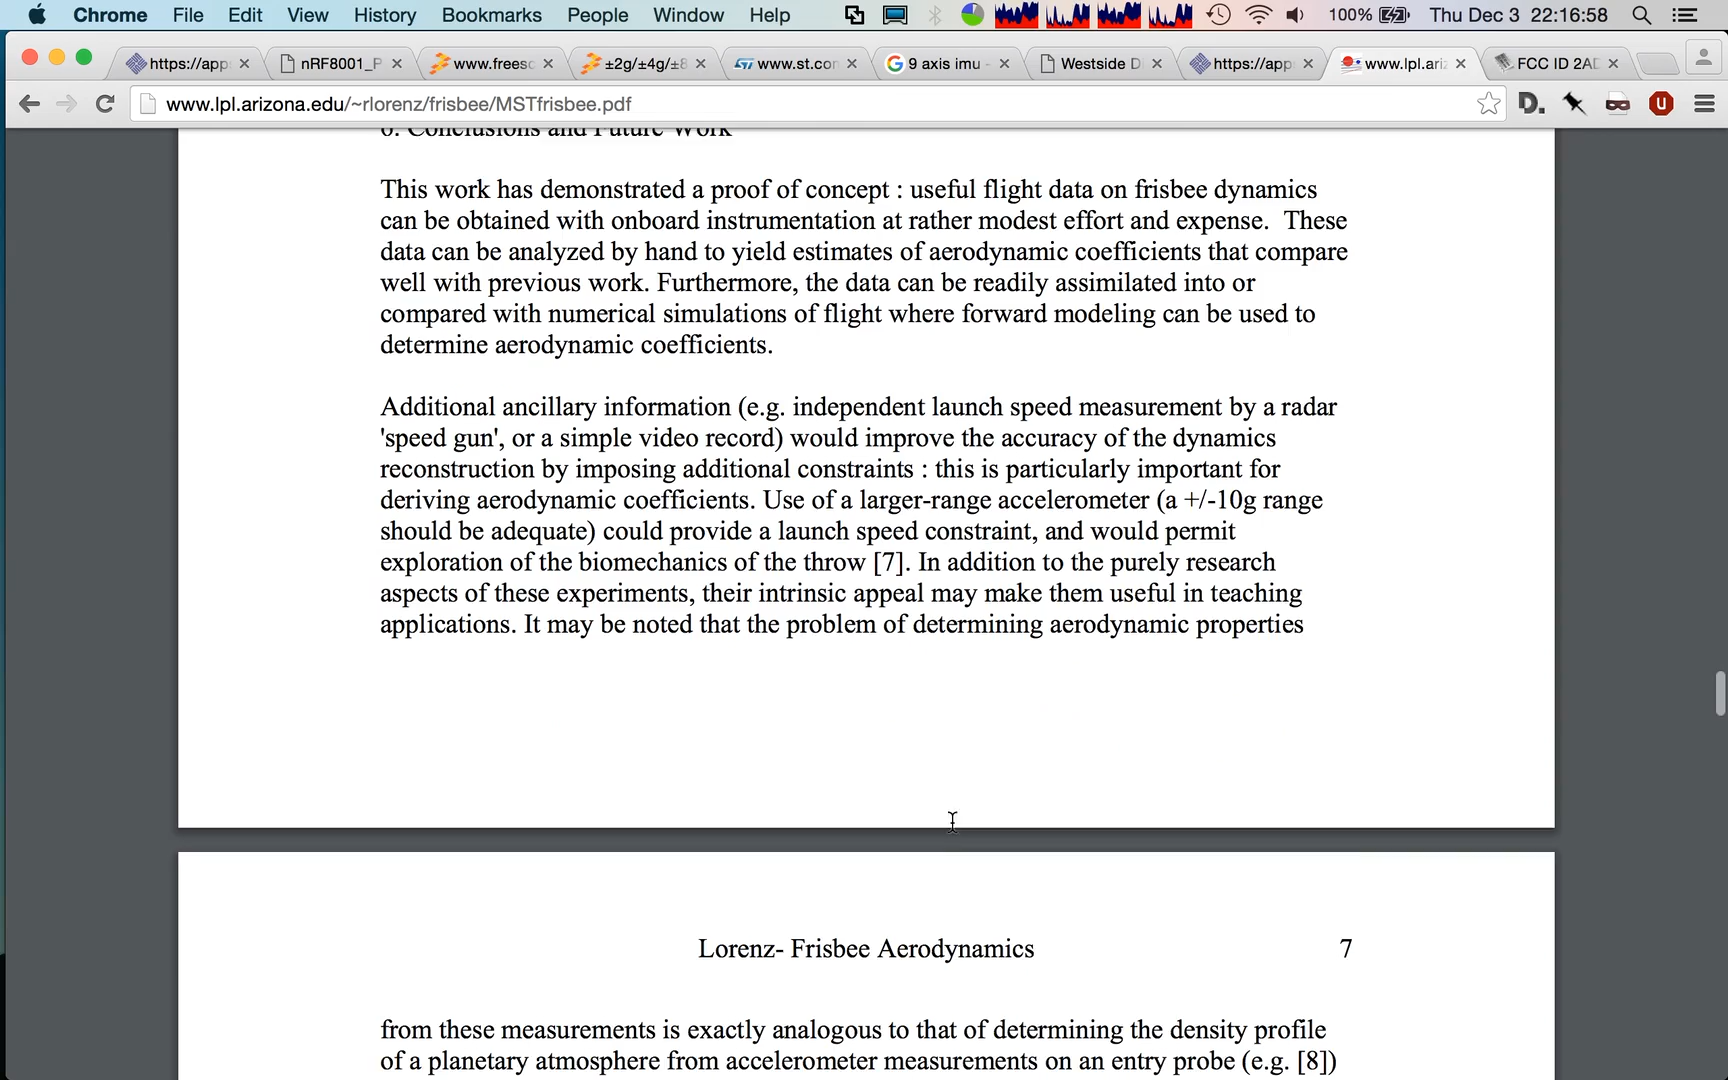 Chrome File Edit View History Bookmarks People Window Help 100% Thu Dec 3 22:16:58
https://app nRF8001_P www.freesc ±2g/±4g/±8 www.st.con 9 axis imu - Westside D https://app www.lpl.ariz FCC ID 2AD
www.lpl.arizona.edu/~rlorenz/frisbee/MSTfrisbee.pdf
6. Conclusions and Future Work
This work has demonstrated a proof of concept : useful flight data on frisbee dynamics
can be obtained with onboard instrumentation at rather modest effort and expense. These
data can be analyzed by hand to yield estimates of aerodynamic coefficients that compare
well with previous work. Furthermore, the data can be readily assimilated into or
compared with numerical simulations of flight where forward modeling can be used to
determine aerodynamic coefficients.
Additional ancillary information (e.g. independent launch speed measurement by a radar
'speed gun', or a simple video record) would improve the accuracy of the dynamics
reconstruction by imposing additional constraints : this is particularly important for
deriving aerodynamic coefficients. Use of a larger-range accelerometer (a +/-10g range
should be adequate) could provide a launch speed constraint, and would permit
exploration of the biomechanics of the throw [7]. In addition to the purely research
aspects of these experiments, their intrinsic appeal may make them useful in teaching
applications. It may be noted that the problem of determining aerodynamic properties
Lorenz- Frisbee Aerodynamics 7
from these measurements is exactly analogous to that of determining the density profile
of a planetary atmosphere from accelerometer measurements on an entry probe (e.g. [8])